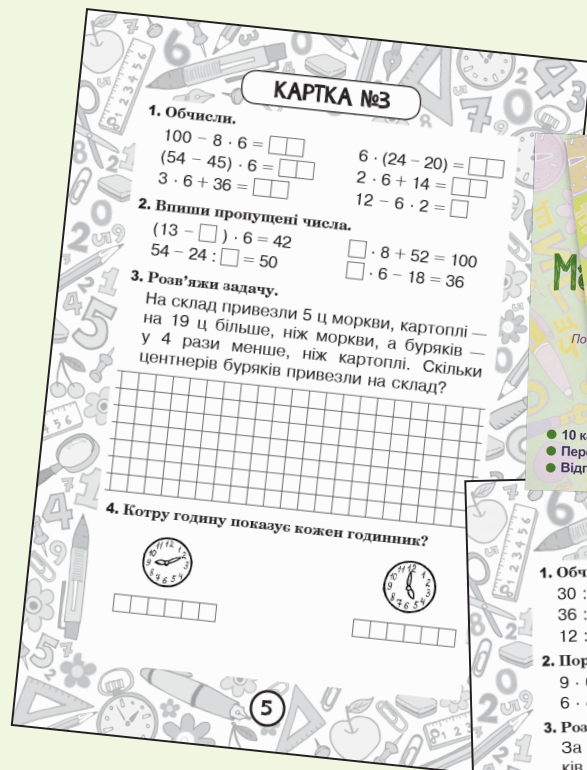 КАРТКА №3
1. Обчисли.
100 − 8 · 6 =
(54 − 45) · 6 =
3 · 6 + 36 =
6 · (24 − 20) =
2 · 6 + 14 =
12 − 6 · 2 =
2. Впиши пропущені числа.
(13 − □ ) · 6 = 42
54 − 24 : □ = 50
□ · 8 + 52 = 100
□ · 6 − 18 = 36
3. Розв’яжи задачу.
На склад привезли 5 ц моркви, картоплі —
на 19 ц більше, ніж моркви, а буряків —
у 4 рази менше, ніж картоплі. Скільки
центнерів буряків привезли на склад?
4. Котру годину показує кожен годинник?
5
10
1.
30 :
36 :
12 :
2.
9 ·
6 ·
3.
За
ків